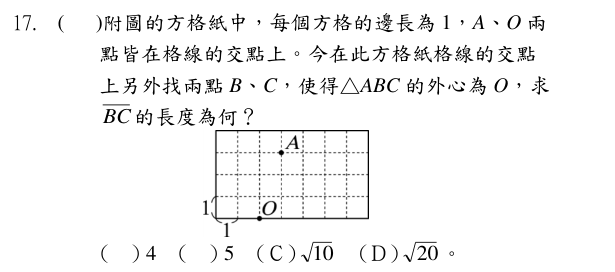 17. (　　)附圖的方格紙中，每個方格的邊長為 1，A、O 兩
點皆在格線的交點上。今在此方格紙格線的交點
上另外找兩點 B、C，使得△ABC 的外心為 O，求
$\overline{BC}$ 的長度為何？
A
1
O
1
(　) 4　(　) 5　(C) √10　(D) √20 。